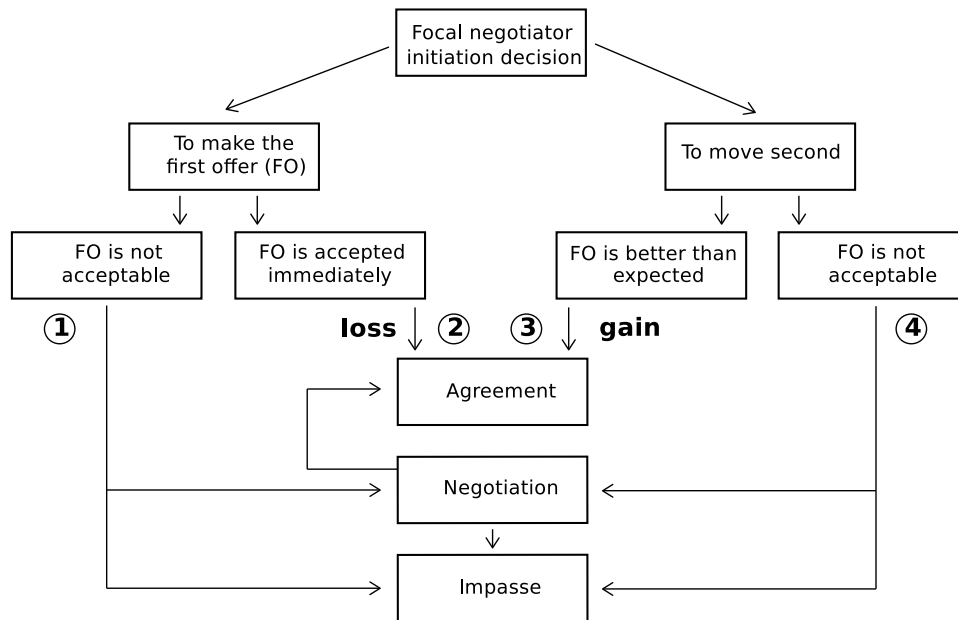 Focal negotiator
initiation decision
To make the
first offer (FO)
To move second
FO is not
acceptable
FO is accepted
immediately
FO is better than
expected
FO is not
acceptable
1
loss
2
3
gain
4
Agreement
Negotiation
Impasse